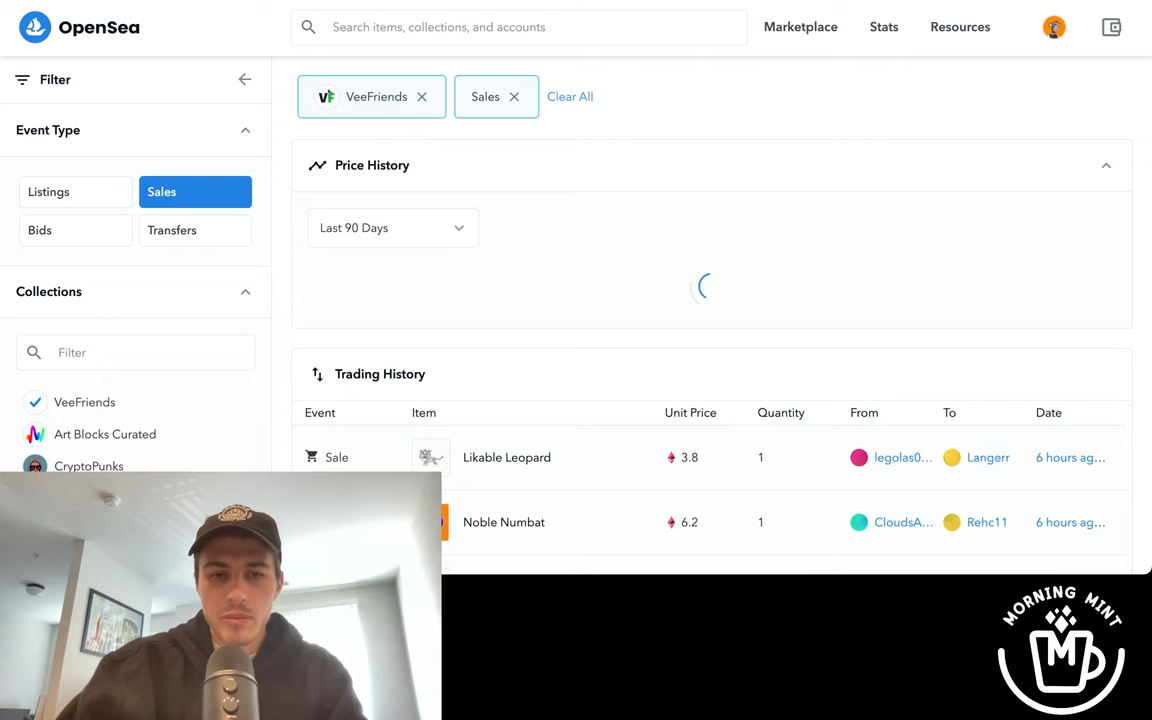 OpenSea
Search items, collections, and accounts
Marketplace
Stats
Resources
Filter
VeeFriends
Sales
Clear All
Event Type
Listings
Sales
Bids
Transfers
Collections
Filter
VeeFriends
Art Blocks Curated
CryptoPunks
Price History
Last 90 Days
Trading History
Event Item Unit Price Quantity From To Date
Sale Likable Leopard 3.8 1 legolas0... Langerr 6 hours ag...
Noble Numbat 6.2 1 CloudsA... Rehc11 6 hours ag...
MORNING MINT
M